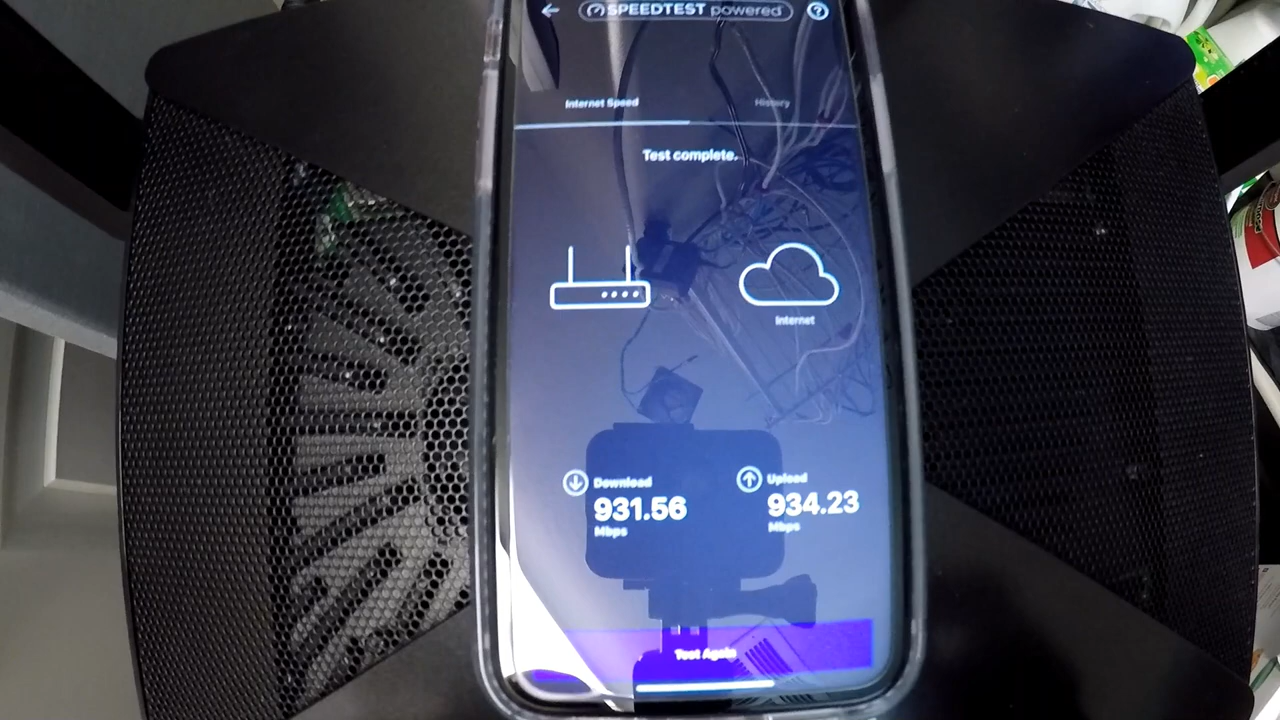 SPEEDTEST powered
Internet Speed
History
Test complete.
Internet
Download
931.56
Mbps
Upload
934.23
Mbps
Test Again